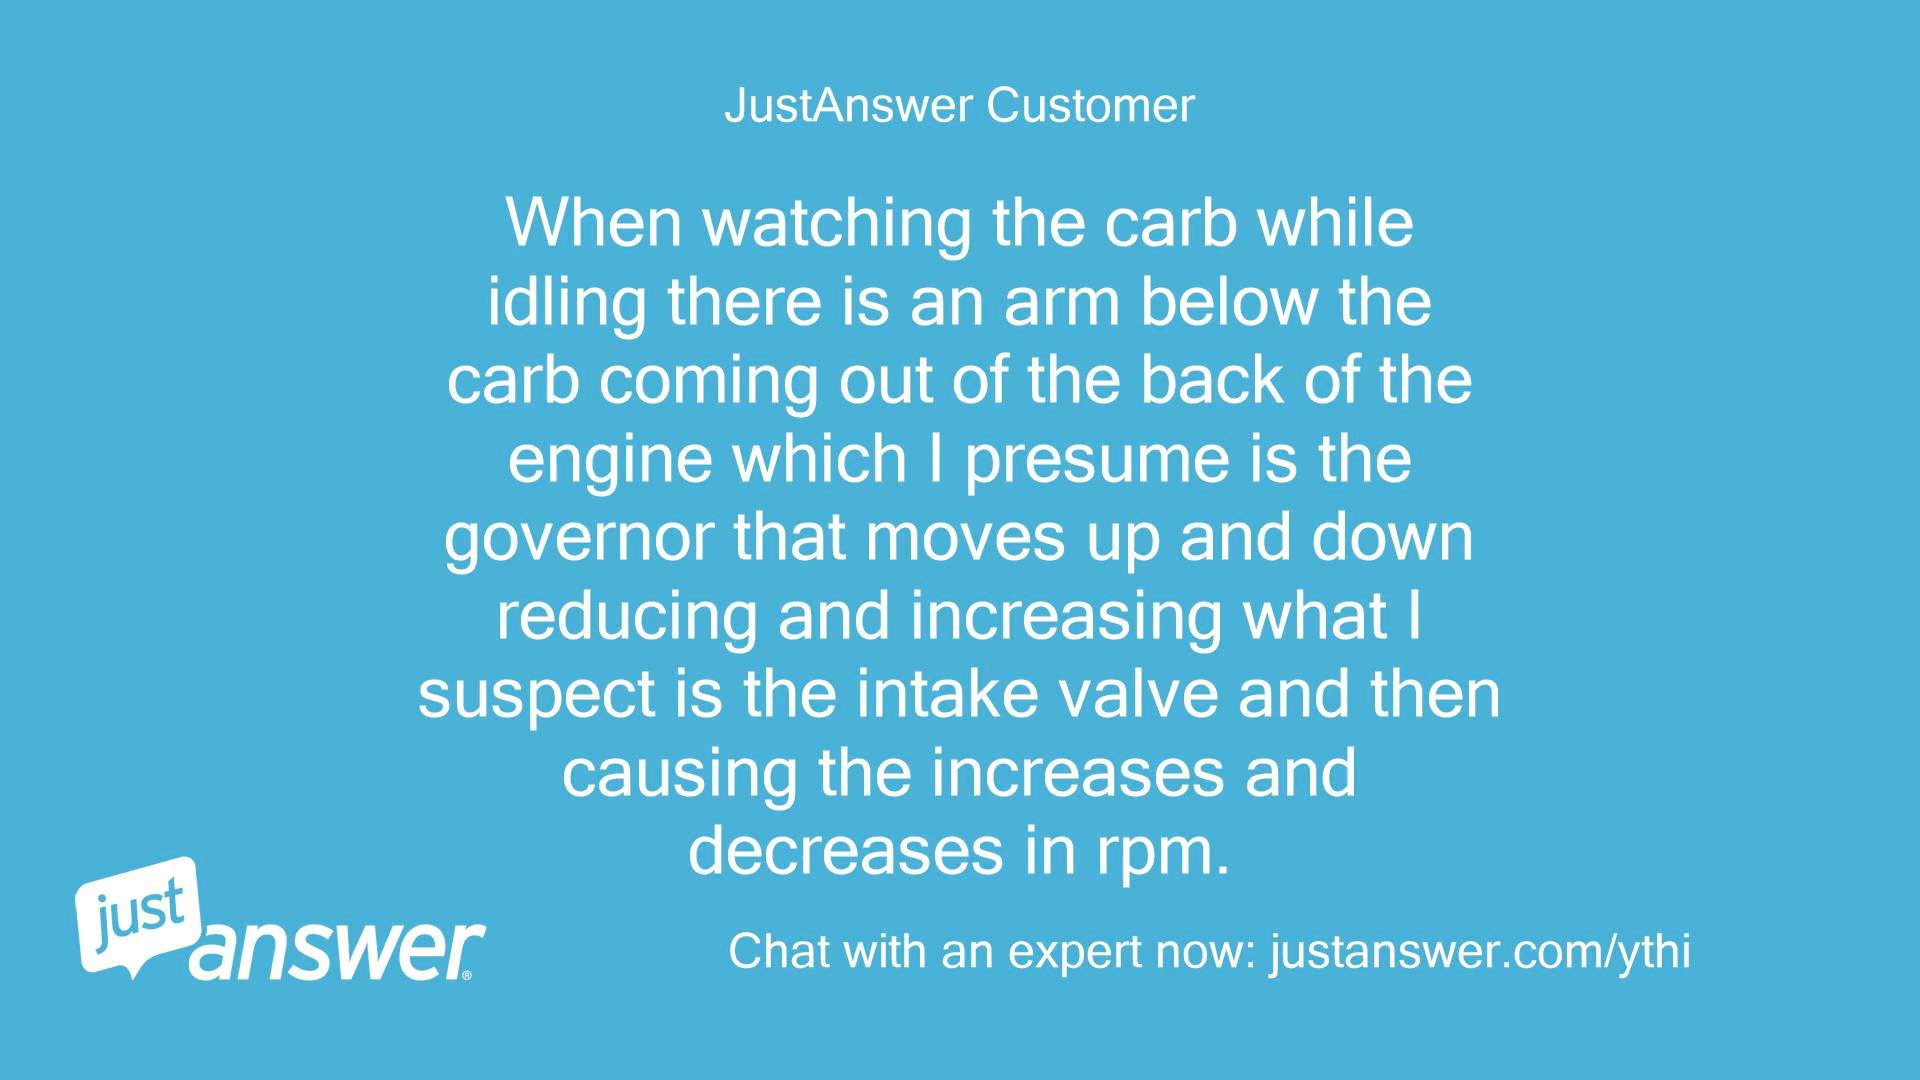 JustAnswer Customer
When watching the carb while
idling there is an arm below the
carb coming out of the back of the
engine which I presume is the
governor that moves up and down
reducing and increasing what I
suspect is the intake valve and then
causing the increases and
decreases in rpm.
just
answer®
Chat with an expert now: justanswer.com/ythi